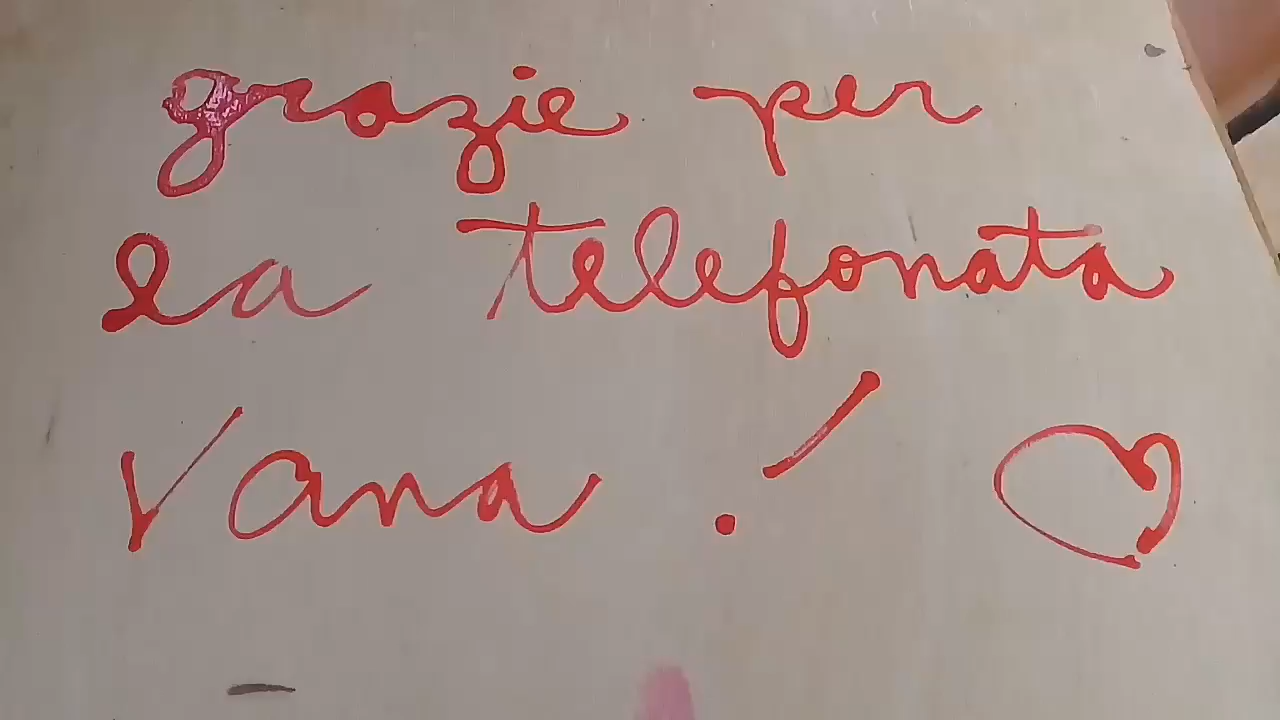 grazie per
la telefonata
Vana ! ♡